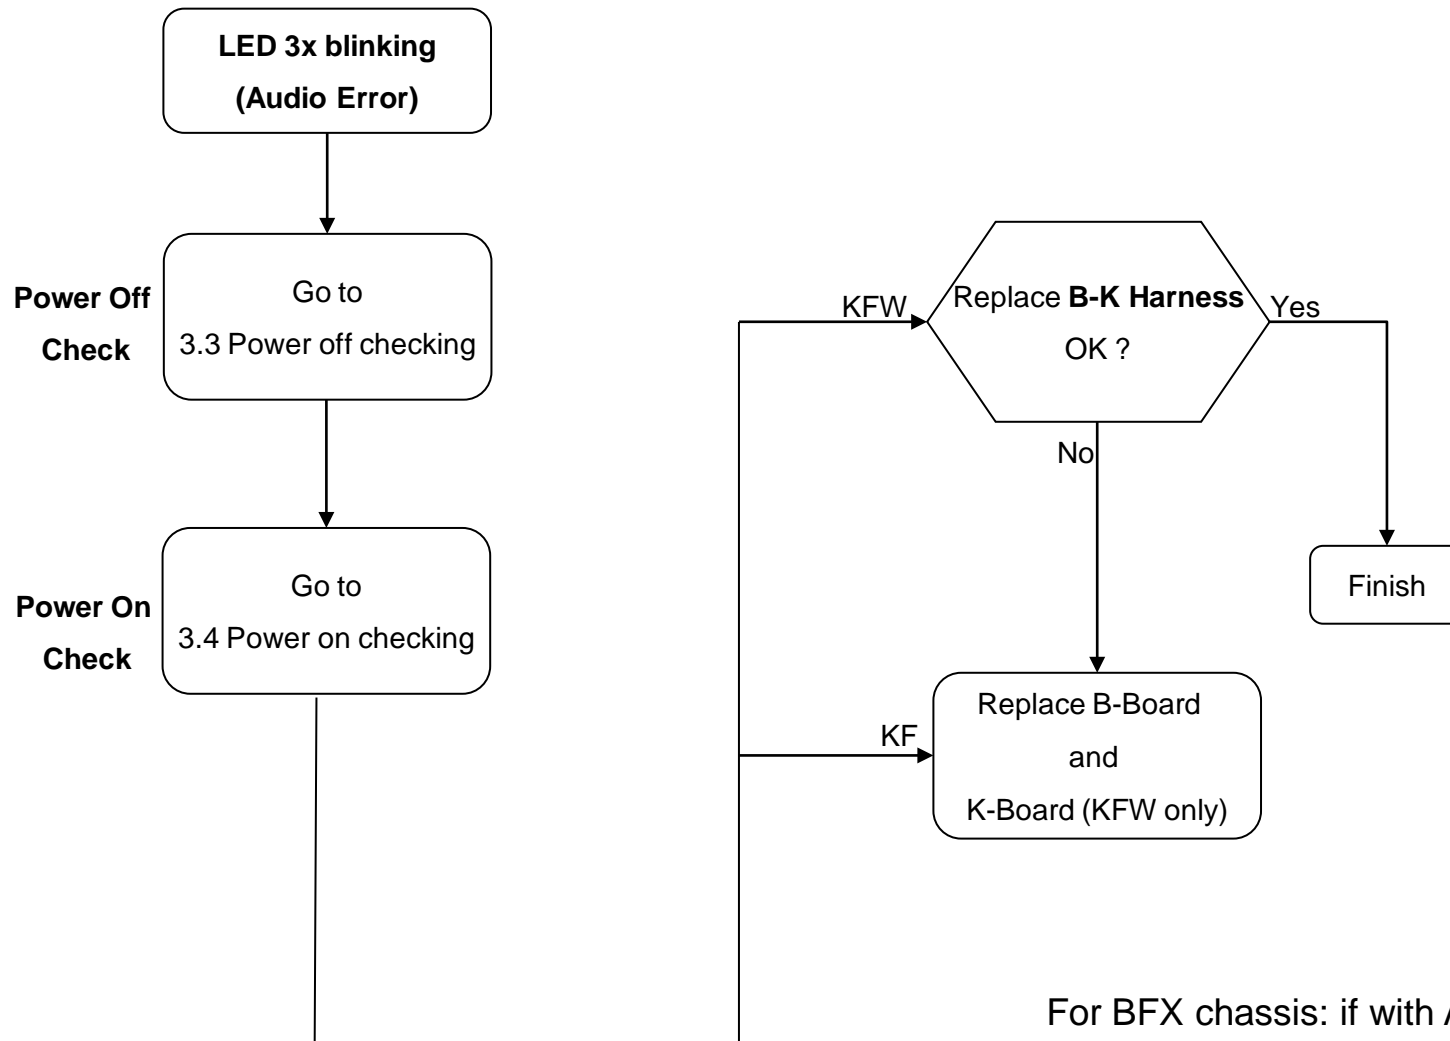 LED 3x blinking
(Audio Error)
Power Off
Check
Go to
3.3 Power off checking
Power On
Check
Go to
3.4 Power on checking
KFW
Replace B-K Harness
OK ?
Yes
No
Finish
KF
Replace B-Board
and
K-Board (KFW only)
For BFX chassis: if with